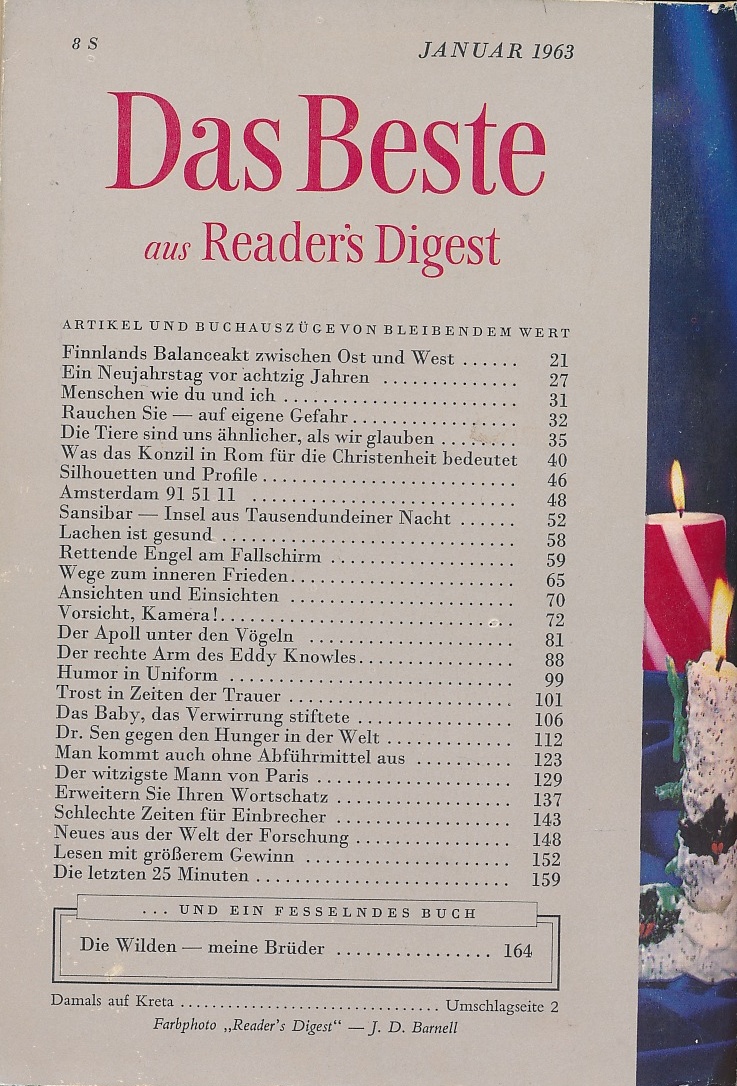 8 S
JANUAR 1963
Das Beste
aus Reader's Digest
ARTIKEL UND BUCHAUSZÜGE VON BLEIBENDEM WERT
Finnlands Balanceakt zwischen Ost und West ...... 21
Ein Neujahrstag vor achtzig Jahren ............. 27
Menschen wie du und ich ...................... 31
Rauchen Sie — auf eigene Gefahr................ 32
Die Tiere sind uns ähnlicher, als wir glauben ....... 35
Was das Konzil in Rom für die Christenheit bedeutet 40
Silhouetten und Profile........................ 46
Amsterdam 91 51 11 ......................... 48
Sansibar — Insel aus Tausendundeiner Nacht ...... 52
Lachen ist gesund ............................ 58
Rettende Engel am Fallschirm .................. 59
Wege zum inneren Frieden..................... 65
Ansichten und Einsichten ...................... 70
Vorsicht, Kamera!............................ 72
Der Apoll unter den Vögeln .................... 81
Der rechte Arm des Eddy Knowles............... 88
Humor in Uniform ........................... 99
Trost in Zeiten der Trauer ...................... 101
Das Baby, das Verwirrung stiftete ............... 106
Dr. Sen gegen den Hunger in der Welt ............ 112
Man kommt auch ohne Abführmittel aus ......... 123
Der witzigste Mann von Paris ................... 129
Erweitern Sie Ihren Wortschatz ................. 137
Schlechte Zeiten für Einbrecher ................. 143
Neues aus der Welt der Forschung ............... 148
Lesen mit größerem Gewinn .................... 152
Die letzten 25 Minuten ......................... 159
... UND EIN FESSELNDES BUCH
Die Wilden — meine Brüder ................ 164
Damals auf Kreta ................................. Umschlagseite 2
Farbphoto „Reader's Digest“ — J. D. Barnell